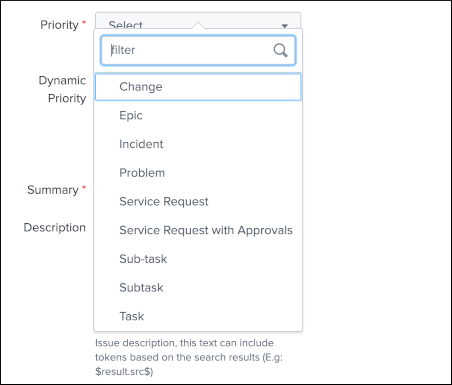 Priority *
Select
filter
Dynamic
Priority
Change
Epic
Incident
Problem
Service Request
Summary *
Description
Service Request with Approvals
Sub-task
Subtask
Task
Issue description, this text can include
tokens based on the search results (E.g:
$result.src$)